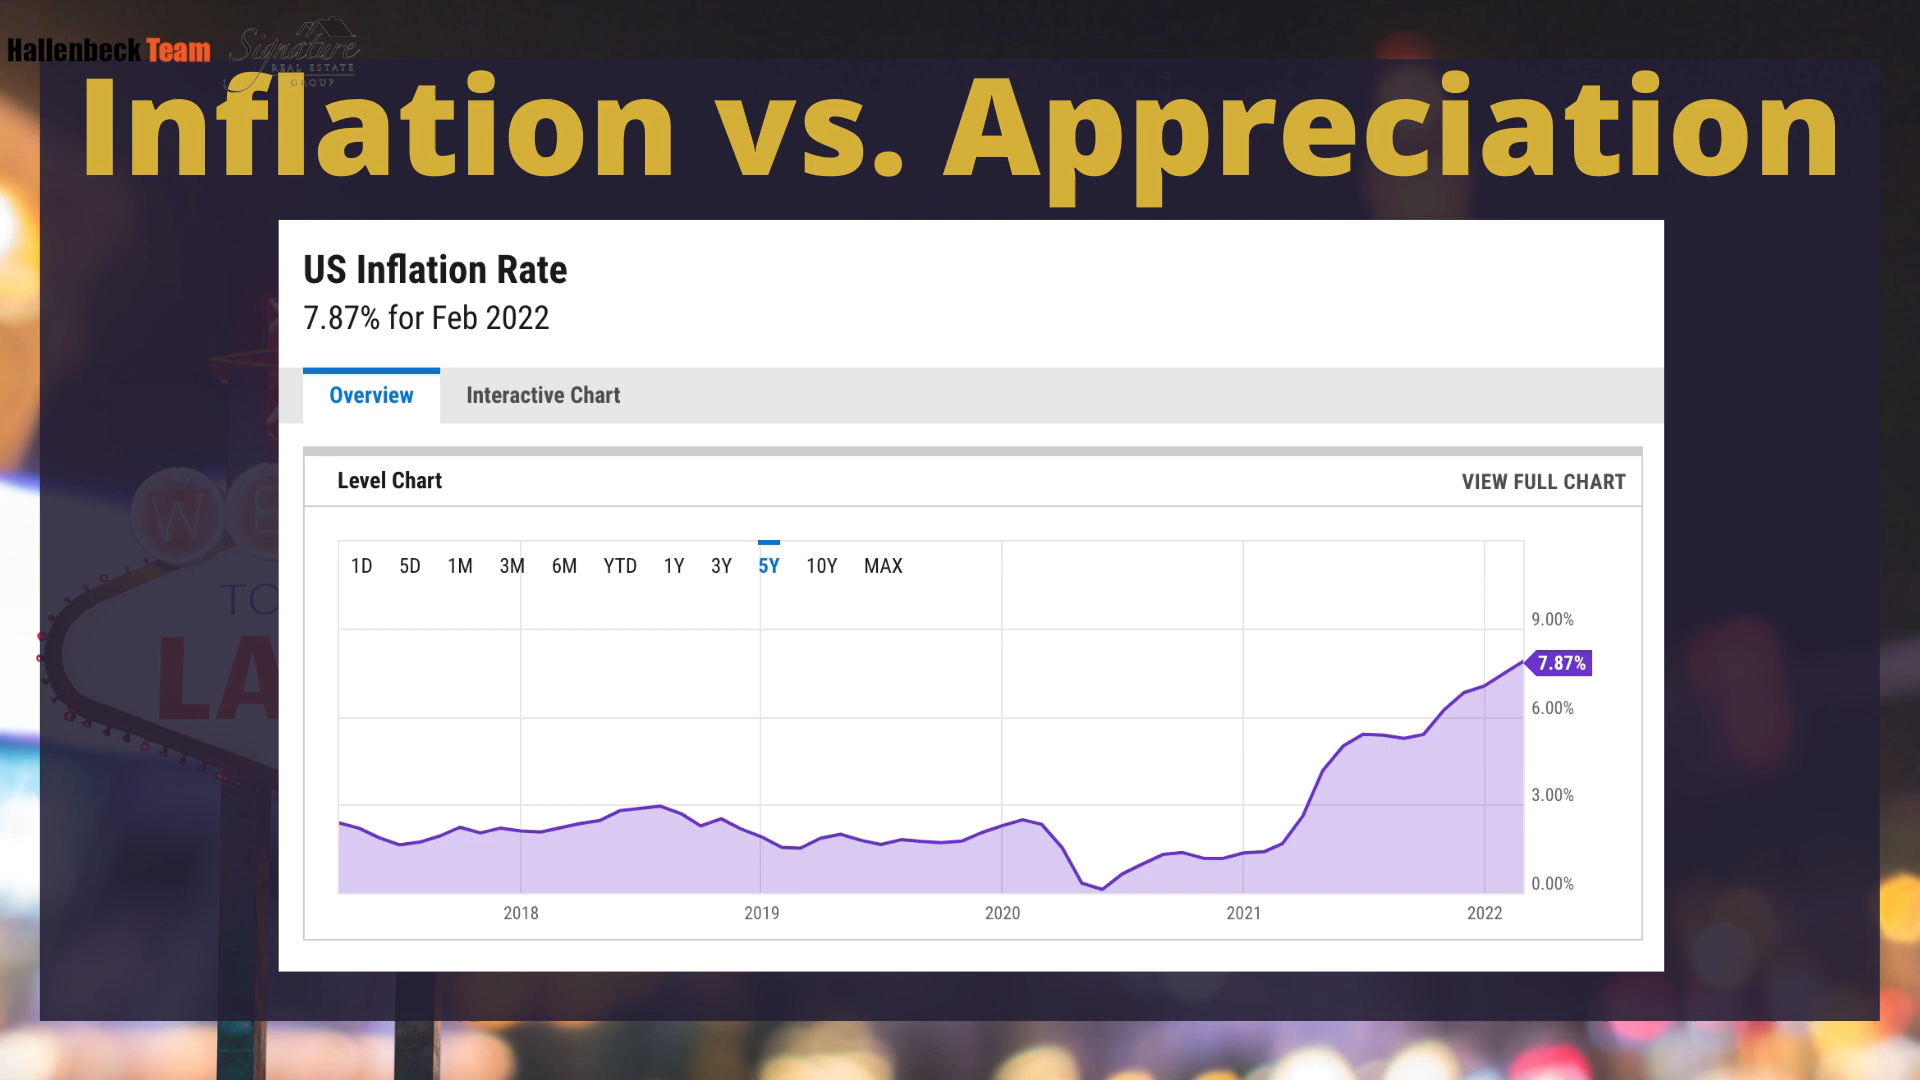 Hallenbeck Team
Signature
REAL ESTATE
GROUP
Inflation vs. Appreciation
US Inflation Rate
7.87% for Feb 2022
Overview Interactive Chart
Level Chart VIEW FULL CHART
1D 5D 1M 3M 6M YTD 1Y 3Y 5Y 10Y MAX
9.00%
7.87%
6.00%
3.00%
0.00%
2018 2019 2020 2021 2022
W E
TO
LA